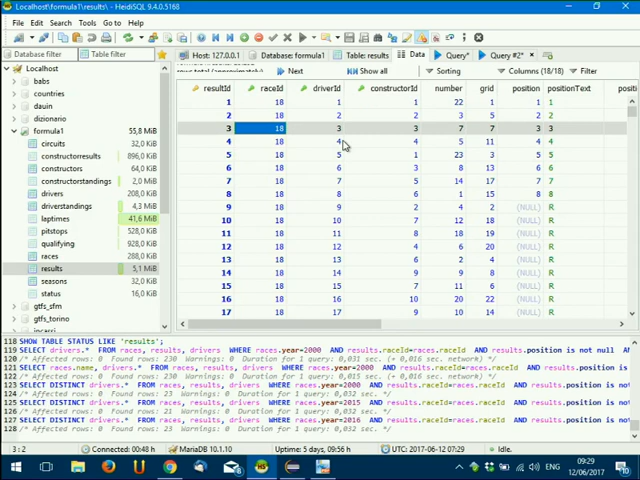 Localhost\formula1\results\ - HeidiSQL 9.4.0.5168
File Search Tools Go to Help
Database filter Table filter Host: 127.0.0.1 Database: formula1 Table: results Data Query* Query #2*
rows total (approximately) Next Show all Sorting Columns (18/18) Filter
resultId raceId driverId constructorId number grid position positionText positi
1 18 1 1 22 1 1 1
2 18 2 2 3 5 2 2
3 18 3 3 7 7 3 3
4 18 4 4 5 11 4 4
5 18 5 1 23 3 5 5
6 18 6 3 8 13 6 6
7 18 7 5 14 17 7 7
8 18 8 6 1 15 8 8
9 18 9 2 4 2 (NULL) R
10 18 10 7 12 18 (NULL) R
11 18 11 8 18 19 (NULL) R
12 18 12 4 6 20 (NULL) R
13 18 13 6 2 4 (NULL) R
14 18 14 9 9 8 (NULL) R
15 18 15 7 11 6 (NULL) R
16 18 16 10 20 22 (NULL) R
17 18 17 9 10 14 (NULL) R
Localhost
babs
countries
dauin
dizionario
formula1 55,8 MiB
circuits 32,0 KiB
constructorresults
constructors 64,0 KiB
constructorstandings
drivers 208,0 KiB
driverstandings 4,3 MiB
laptimes 41,6 MiB
pitstops 528,0 KiB
qualifying 928,0 KiB
races 256,0 KiB
results 5,1 MiB
seasons 32,0 KiB
status 16,0 KiB
gtfs_sfm
gtfs_torino
118 SHOW TABLE STATUS LIKE 'results';
119 SELECT drivers.* FROM races, results, drivers WHERE races.year=2000 AND results.raceId=races.raceId AND results.position is not null A
120 /* Affected rows: 0 Found rows: 230 Warnings: 0 Duration for 1 query: 0,031 sec. (+ 0,016 sec. network) */
121 SELECT races.name, drivers.* FROM races, results, drivers WHERE races.year=2000 AND results.raceId=races.raceId AND results.position is
122 /* Affected rows: 0 Found rows: 230 Warnings: 0 Duration for 1 query: 0,015 sec. (+ 0,016 sec. network) */
123 SELECT DISTINCT drivers.* FROM races, results, drivers WHERE races.year=2000 AND results.raceId=races.raceId AND results.position is no
124 /* Affected rows: 0 Found rows: 23 Warnings: 0 Duration for 1 query: 0,032 sec. */
125 SELECT DISTINCT drivers.* FROM races, results, drivers WHERE races.year=2015 AND results.raceId=races.raceId AND results.position is no
126 /* Affected rows: 0 Found rows: 21 Warnings: 0 Duration for 1 query: 0,032 sec. */
127 SELECT DISTINCT drivers.* FROM races, results, drivers WHERE races.year=2016 AND results.raceId=races.raceId AND results.position is no
128 /* Affected rows: 0 Found rows: 23 Warnings: 0 Duration for 1 query: 0,032 sec. */
3 : 2 Connected: 00:48 h MariaDB 10.1.10 Uptime: 5 days, 09:56 h UTC: 2017-06-12 07:29 Idle.
09:29
12/06/2017